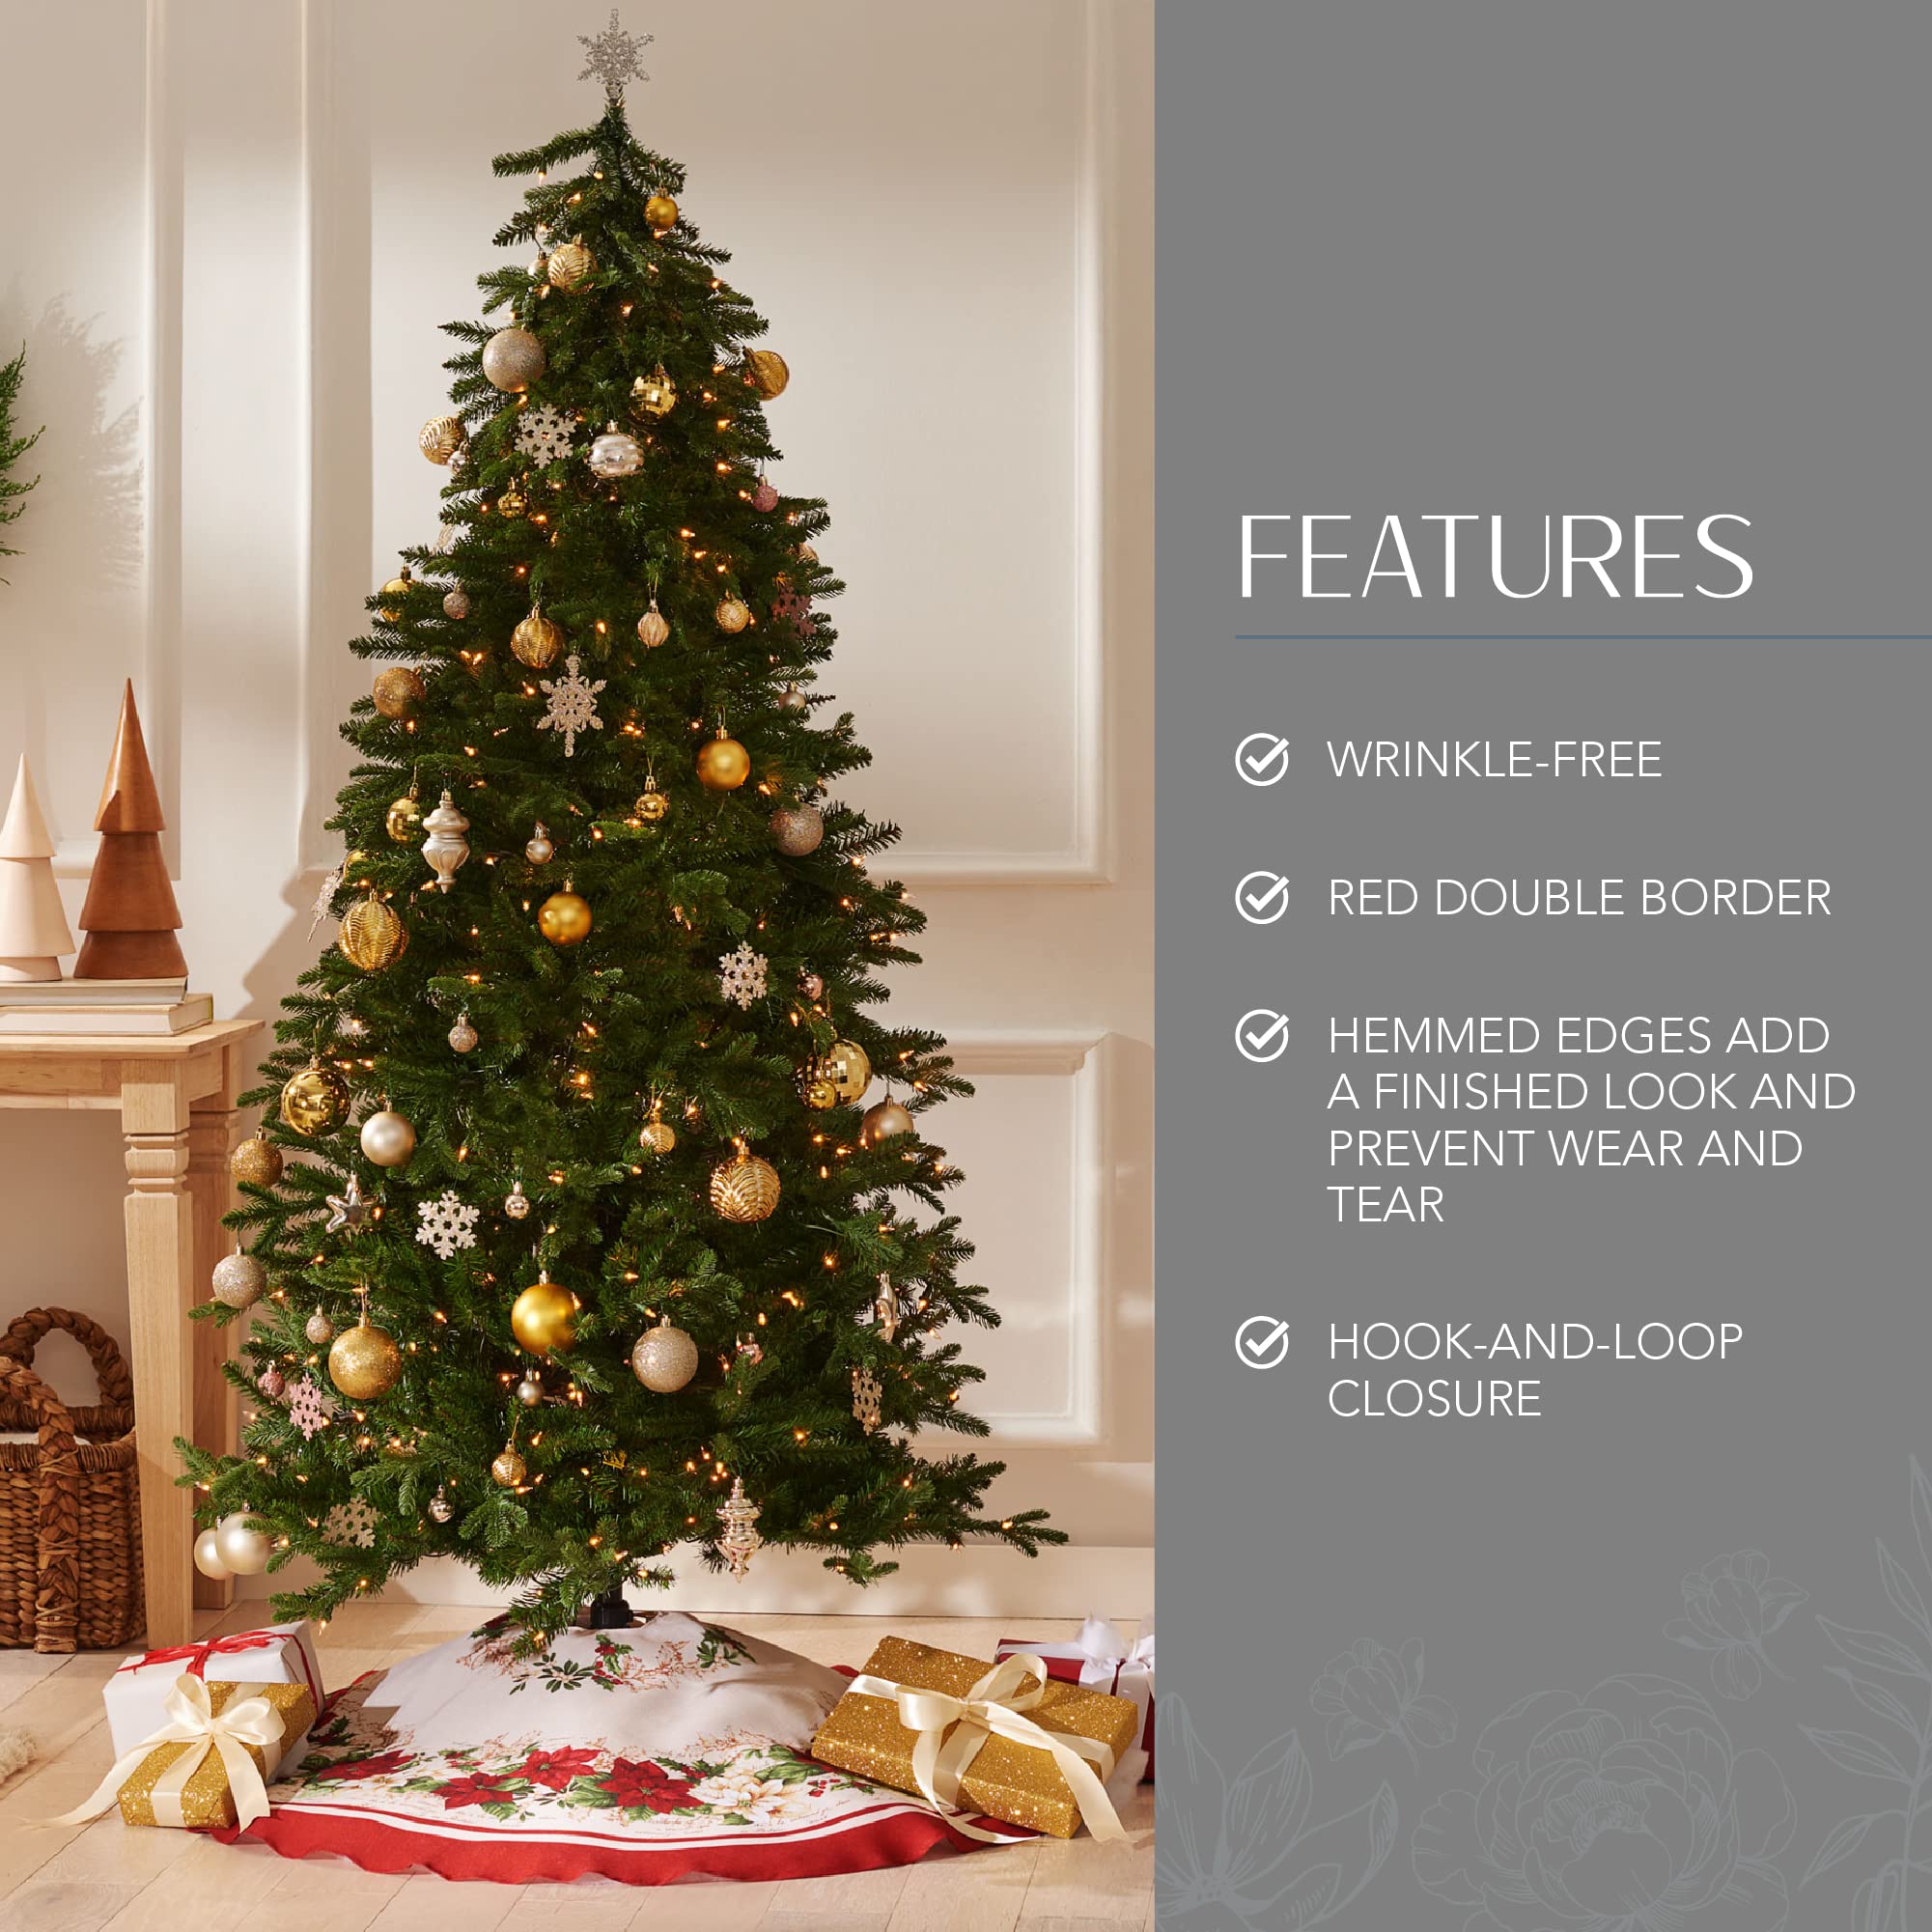 FEATURES
WRINKLE-FREE
RED DOUBLE BORDER
HEMMED EDGES ADD
A FINISHED LOOK AND
PREVENT WEAR AND
TEAR
HOOK-AND-LOOP
CLOSURE